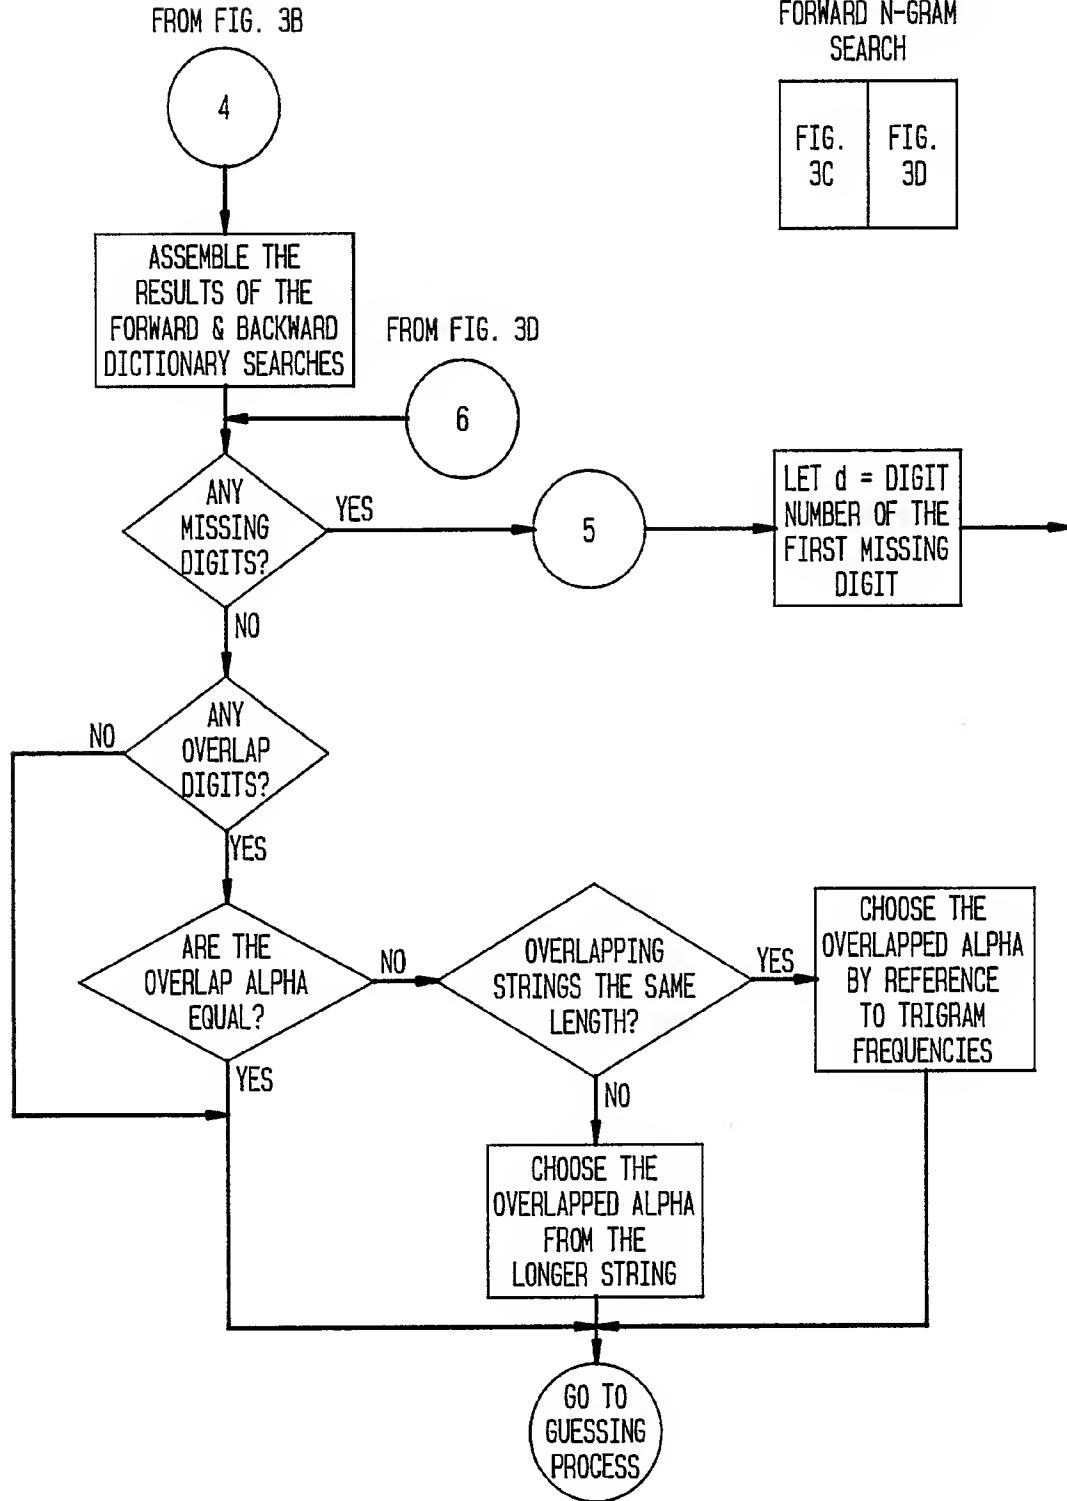 FROM FIG. 3B
4
FORWARD N-GRAM
SEARCH
FIG.
3C
FIG.
3D
ASSEMBLE THE
RESULTS OF THE
FORWARD & BACKWARD
DICTIONARY SEARCHES
FROM FIG. 3D
6
ANY
MISSING
DIGITS?
YES
5
LET d = DIGIT
NUMBER OF THE
FIRST MISSING
DIGIT
NO
ANY
OVERLAP
DIGITS?
NO
YES
ARE THE
OVERLAP ALPHA
EQUAL?
NO
OVERLAPPING
STRINGS THE SAME
LENGTH?
YES
CHOOSE THE
OVERLAPPED ALPHA
BY REFERENCE
TO TRIGRAM
FREQUENCIES
YES
NO
CHOOSE THE
OVERLAPPED ALPHA
FROM THE
LONGER STRING
GO TO
GUESSING
PROCESS